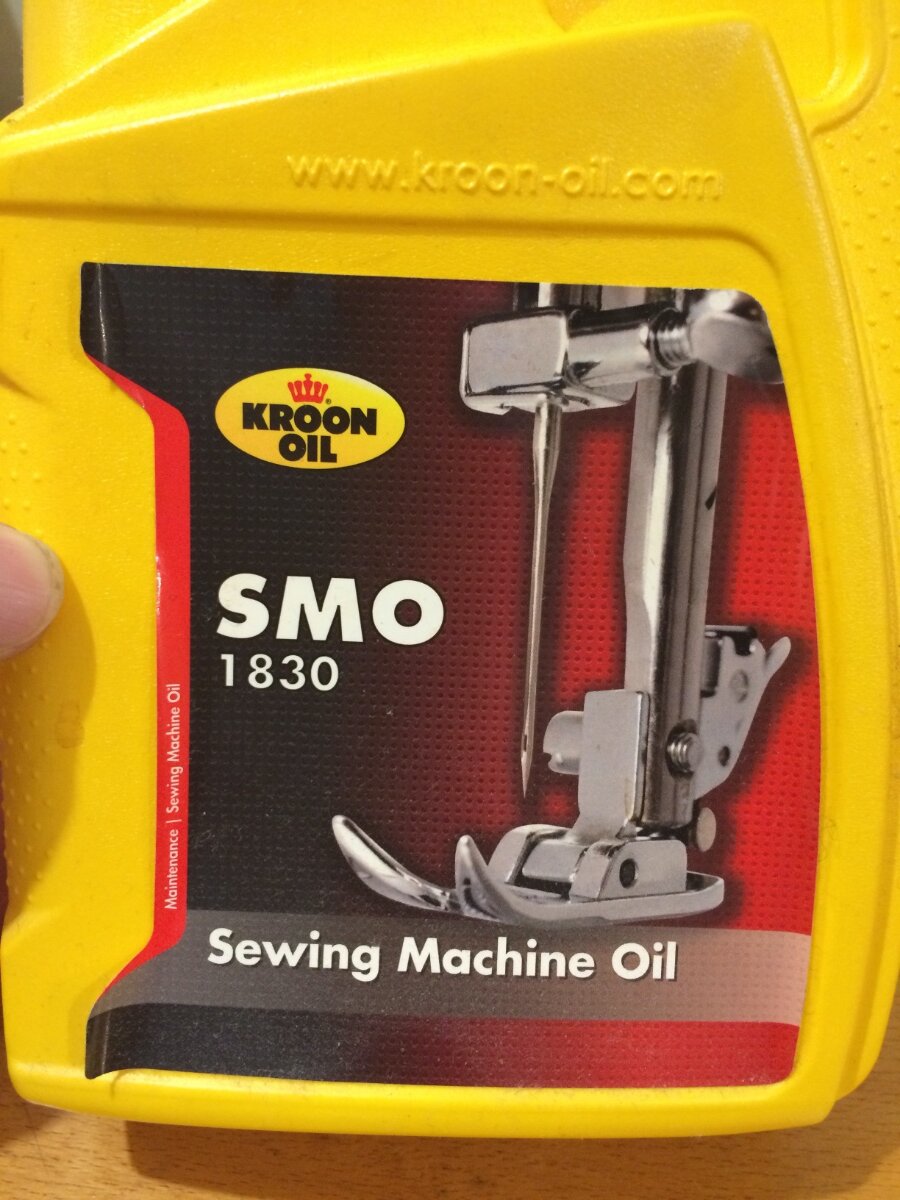 www.kroon-oil.com
KROON
OIL
®
SMO
1830
Maintenance | Sewing Machine Oil
Sewing Machine Oil